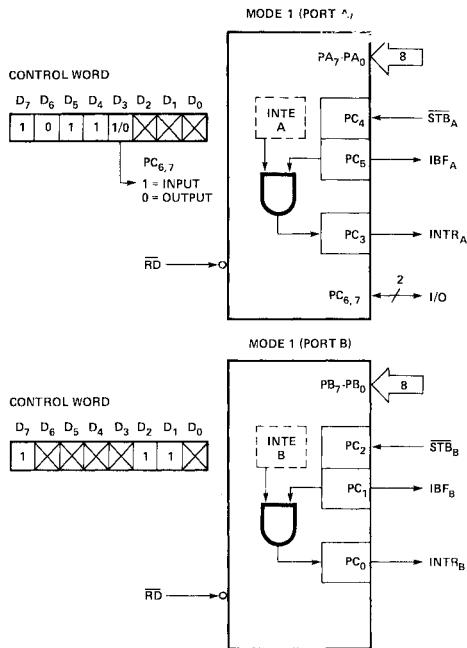 MODE 1 (PORT A)
PA7-PA0
8
CONTROL WORD
D7 D6 D5 D4 D3 D2 D1 D0
1 0 1 1 1/0
PC6,7
1 = INPUT
0 = OUTPUT
INTE
A
PC4
STBA
PC5
IBFA
PC3
INTRA
RD
PC6,7
2
I/O
MODE 1 (PORT B)
PB7-PB0
8
CONTROL WORD
D7 D6 D5 D4 D3 D2 D1 D0
1 1 1
INTE
B
PC2
STBB
PC1
IBFB
PC0
INTRB
RD